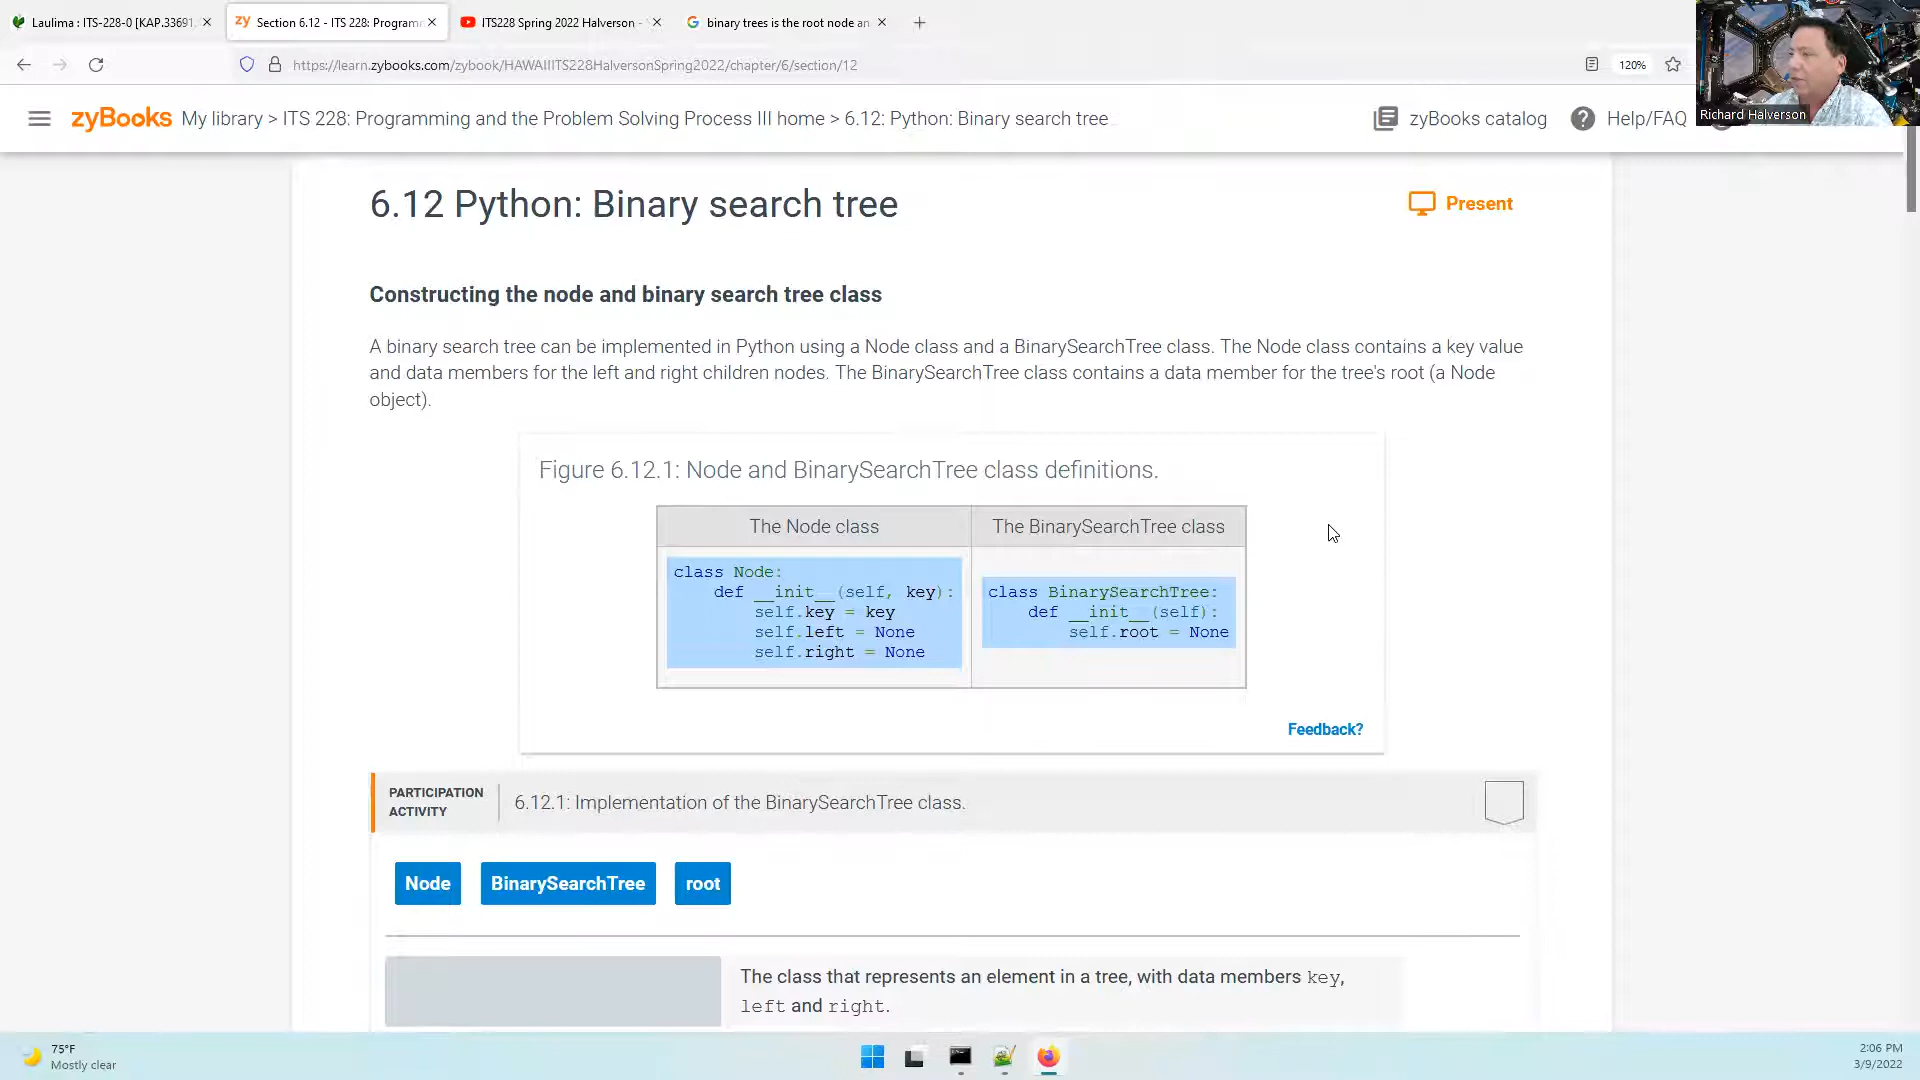 Laulima : ITS-228-0 [KAP.33691.
Section 6.12 - ITS 228: Programm
ITS228 Spring 2022 Halverson -
binary trees is the root node an
https://learn.zybooks.com/zybook/HAWAIIITS228HalversonSpring2022/chapter/6/section/12
120%
zyBooks My library > ITS 228: Programming and the Problem Solving Process III home > 6.12: Python: Binary search tree
zyBooks catalog
Help/FAQ
Richard Halverson
6.12 Python: Binary search tree
Present
Constructing the node and binary search tree class
A binary search tree can be implemented in Python using a Node class and a BinarySearchTree class. The Node class contains a key value
and data members for the left and right children nodes. The BinarySearchTree class contains a data member for the tree's root (a Node
object).
Figure 6.12.1: Node and BinarySearchTree class definitions.
The Node class
The BinarySearchTree class
class Node:
def __init__(self, key):
self.key = key
self.left = None
self.right = None
class BinarySearchTree:
def __init__(self):
self.root = None
Feedback?
PARTICIPATION
ACTIVITY
6.12.1: Implementation of the BinarySearchTree class.
Node
BinarySearchTree
root
The class that represents an element in a tree, with data members key,
left and right.
75°F
Mostly clear
2:06 PM
3/9/2022